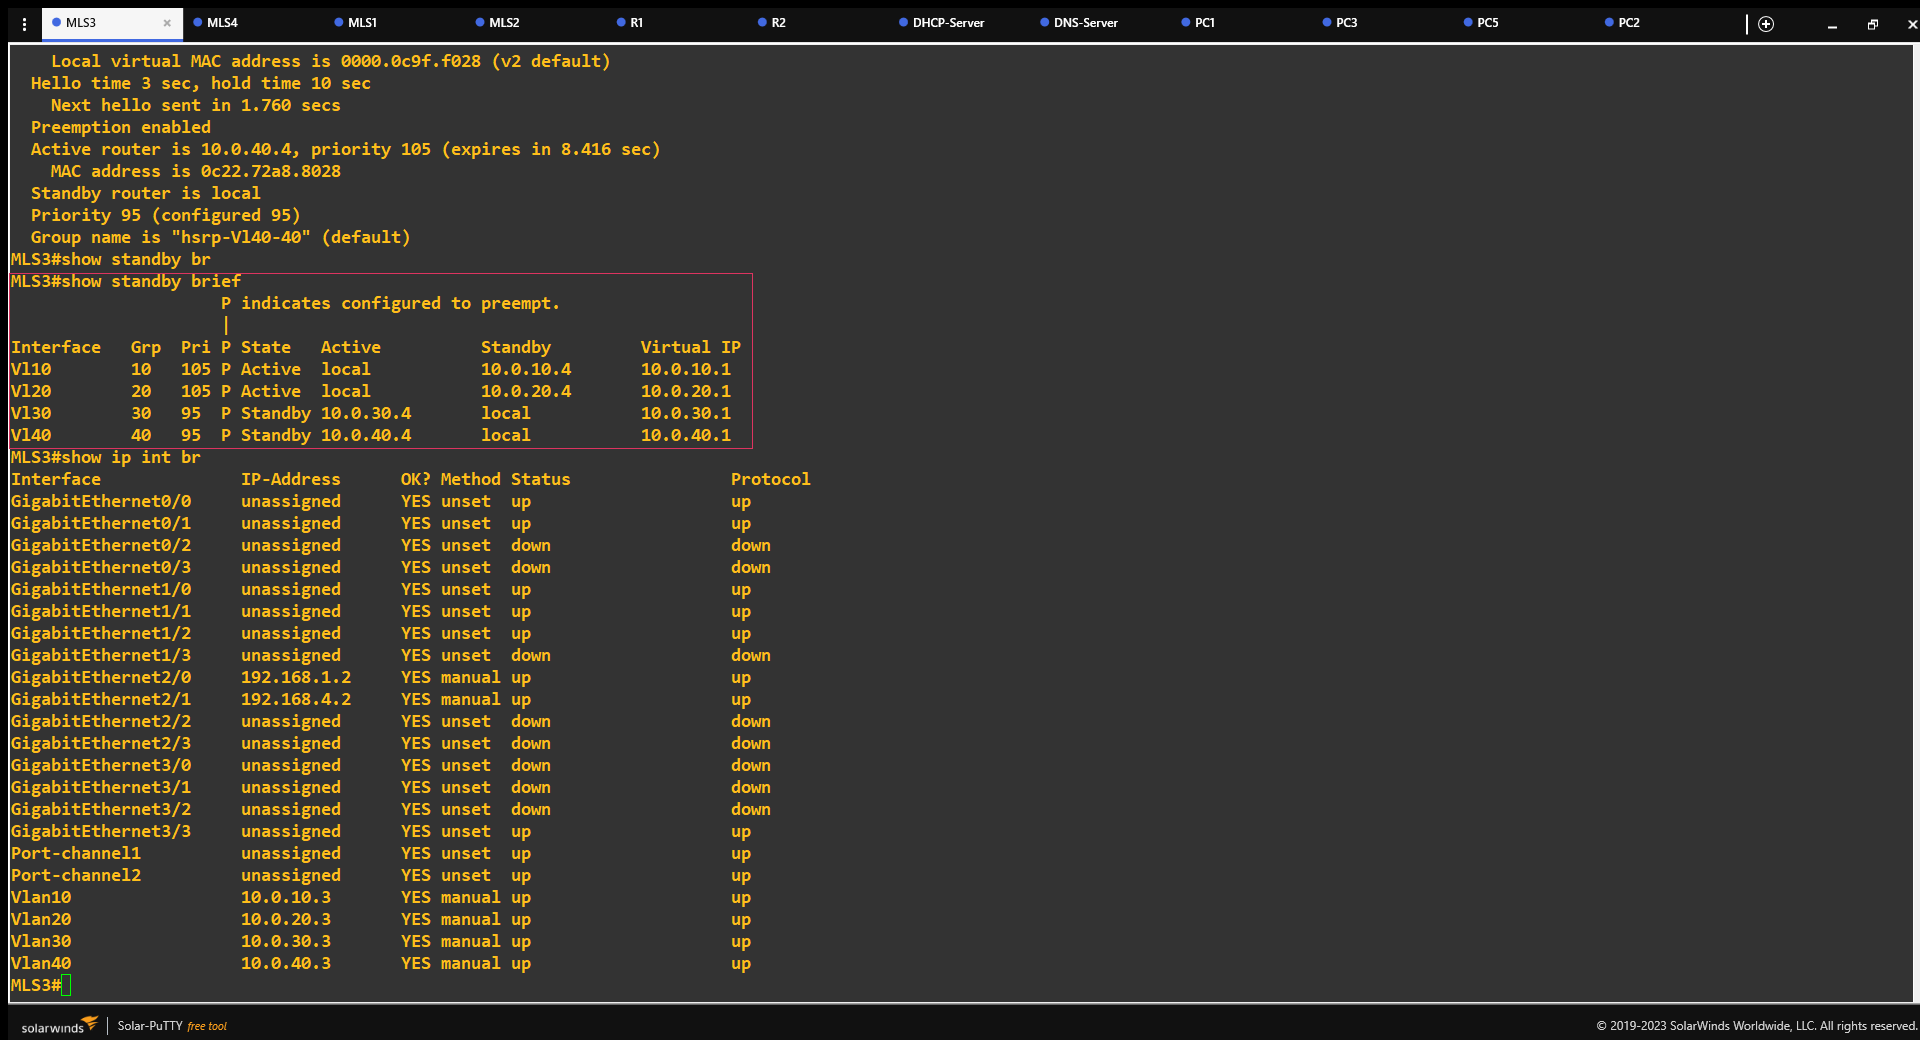 MLS3 MLS4 MLS1 MLS2 R1 R2 DHCP-Server DNS-Server PC1 PC3 PC5 PC2
Local virtual MAC address is 0000.0c9f.f028 (v2 default)
Hello time 3 sec, hold time 10 sec
Next hello sent in 1.760 secs
Preemption enabled
Active router is 10.0.40.4, priority 105 (expires in 8.416 sec)
MAC address is 0c22.72a8.8028
Standby router is local
Priority 95 (configured 95)
Group name is "hsrp-Vl40-40" (default)
MLS3#show standby br
MLS3#show standby brief
P indicates configured to preempt.
|
Interface Grp Pri P State Active Standby Virtual IP
Vl10 10 105 P Active local 10.0.10.4 10.0.10.1
Vl20 20 105 P Active local 10.0.20.4 10.0.20.1
Vl30 30 95 P Standby 10.0.30.4 local 10.0.30.1
Vl40 40 95 P Standby 10.0.40.4 local 10.0.40.1
MLS3#show ip int br
Interface IP-Address OK? Method Status Protocol
GigabitEthernet0/0 unassigned YES unset up up
GigabitEthernet0/1 unassigned YES unset up up
GigabitEthernet0/2 unassigned YES unset down down
GigabitEthernet0/3 unassigned YES unset down down
GigabitEthernet1/0 unassigned YES unset up up
GigabitEthernet1/1 unassigned YES unset up up
GigabitEthernet1/2 unassigned YES unset up up
GigabitEthernet1/3 unassigned YES unset down down
GigabitEthernet2/0 192.168.1.2 YES manual up up
GigabitEthernet2/1 192.168.4.2 YES manual up up
GigabitEthernet2/2 unassigned YES unset down down
GigabitEthernet2/3 unassigned YES unset down down
GigabitEthernet3/0 unassigned YES unset down down
GigabitEthernet3/1 unassigned YES unset down down
GigabitEthernet3/2 unassigned YES unset down down
GigabitEthernet3/3 unassigned YES unset up up
Port-channel1 unassigned YES unset up up
Port-channel2 unassigned YES unset up up
Vlan10 10.0.10.3 YES manual up up
Vlan20 10.0.20.3 YES manual up up
Vlan30 10.0.30.3 YES manual up up
Vlan40 10.0.40.3 YES manual up up
MLS3#
solarwinds Solar-PuTTY free tool © 2019-2023 SolarWinds Worldwide, LLC. All rights reserved.